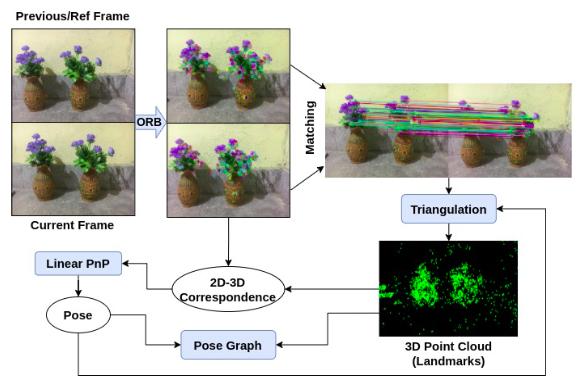 Previous/Ref Frame
ORB
Matching
Current Frame
Triangulation
Linear PnP
2D-3D
Correspondence
Pose
Pose Graph
3D Point Cloud
(Landmarks)